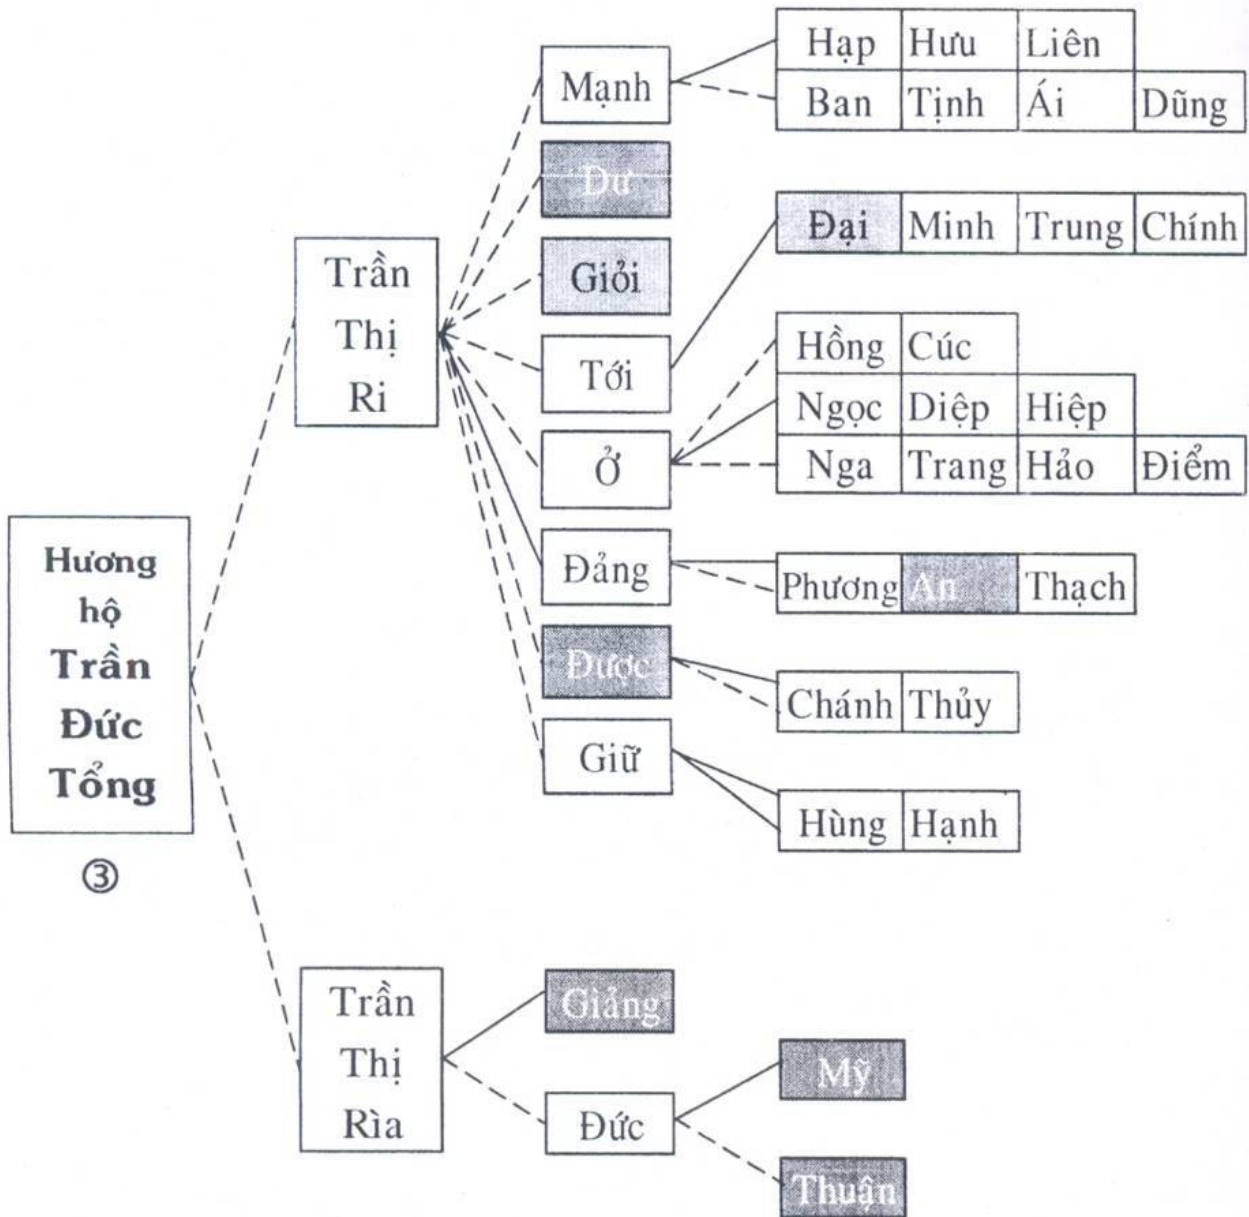 Hương
hộ
Trần
Đức
Tổng
③
Trần
Thị
Ri
Mạnh
Hạp Hưu Liên
Ban Tịnh Ái Dũng
Dư
Giỏi
Tới
Đại Minh Trung Chính
Ở
Hồng Cúc
Ngọc Diệp Hiệp
Nga Trang Hảo Điểm
Đảng
Phương An Thạch
Được
Chánh Thủy
Giữ
Hùng Hạnh
Trần
Thị
Rìa
Giảng
Đức
Mỹ
Thuận